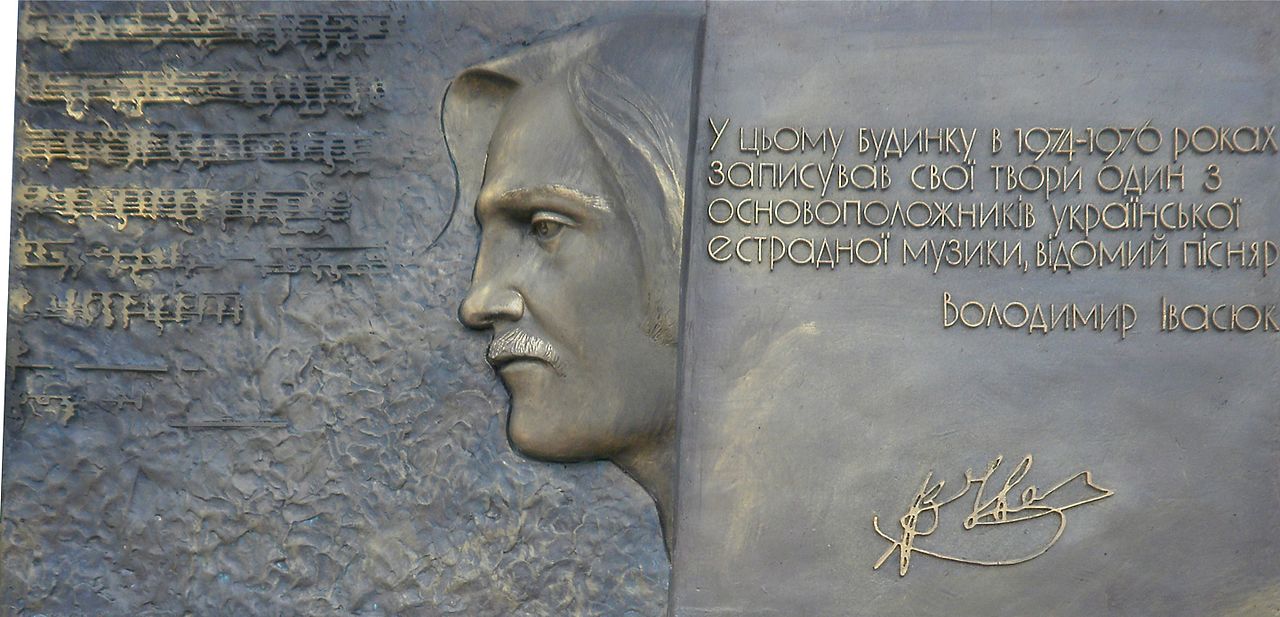 У цьому будинку в 1974-1976 роках
записував свої твори один з
основоположників української
естрадної музики, відомий пісняр
Володимир Івасюк